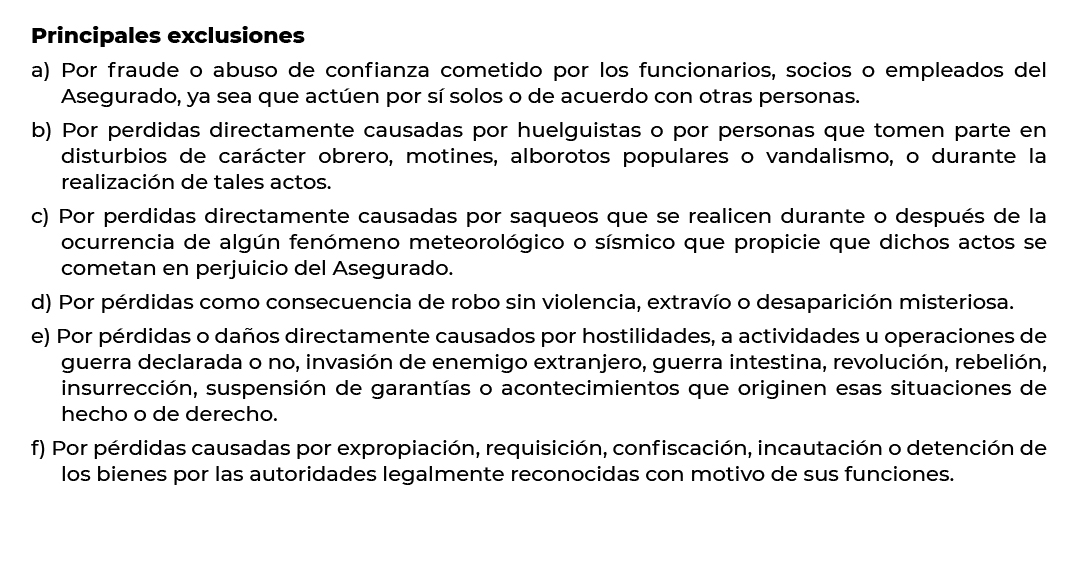 Principales exclusiones
a) Por fraude o abuso de confianza cometido por los funcionarios, socios o empleados del
Asegurado, ya sea que actúen por sí solos o de acuerdo con otras personas.
b) Por perdidas directamente causadas por huelguistas o por personas que tomen parte en
disturbios de carácter obrero, motines, alborotos populares o vandalismo, o durante la
realización de tales actos.
c) Por perdidas directamente causadas por saqueos que se realicen durante o después de la
ocurrencia de algún fenómeno meteorológico o sísmico que propicie que dichos actos se
cometan en perjuicio del Asegurado.
d) Por pérdidas como consecuencia de robo sin violencia, extravío o desaparición misteriosa.
e) Por pérdidas o daños directamente causados por hostilidades, a actividades u operaciones de
guerra declarada o no, invasión de enemigo extranjero, guerra intestina, revolución, rebelión,
insurrección, suspensión de garantías o acontecimientos que originen esas situaciones de
hecho o de derecho.
f) Por pérdidas causadas por expropiación, requisición, confiscación, incautación o detención de
los bienes por las autoridades legalmente reconocidas con motivo de sus funciones.